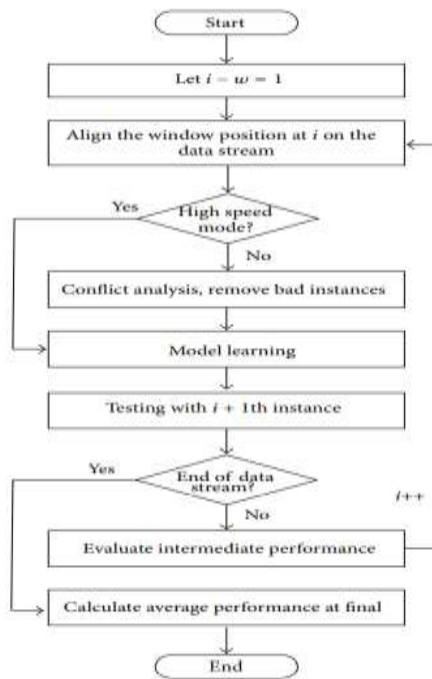 Start
Let i – w = 1
Align the window position at i on the
data stream
Yes
High speed
mode?
No
Conflict analysis, remove bad instances
Model learning
Testing with i + 1th instance
Yes
End of data
stream?
i++
No
Evaluate intermediate performance
Calculate average performance at final
End